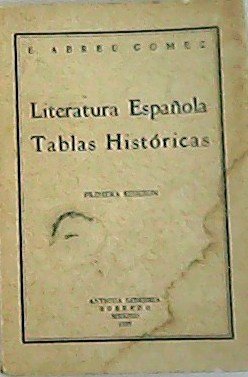 E. ABREU GOMEZ
Literatura Española
Tablas Históricas
PRIMERA EDICION
ANTIGUA LIBRERIA
ROBREDO
MEXICO